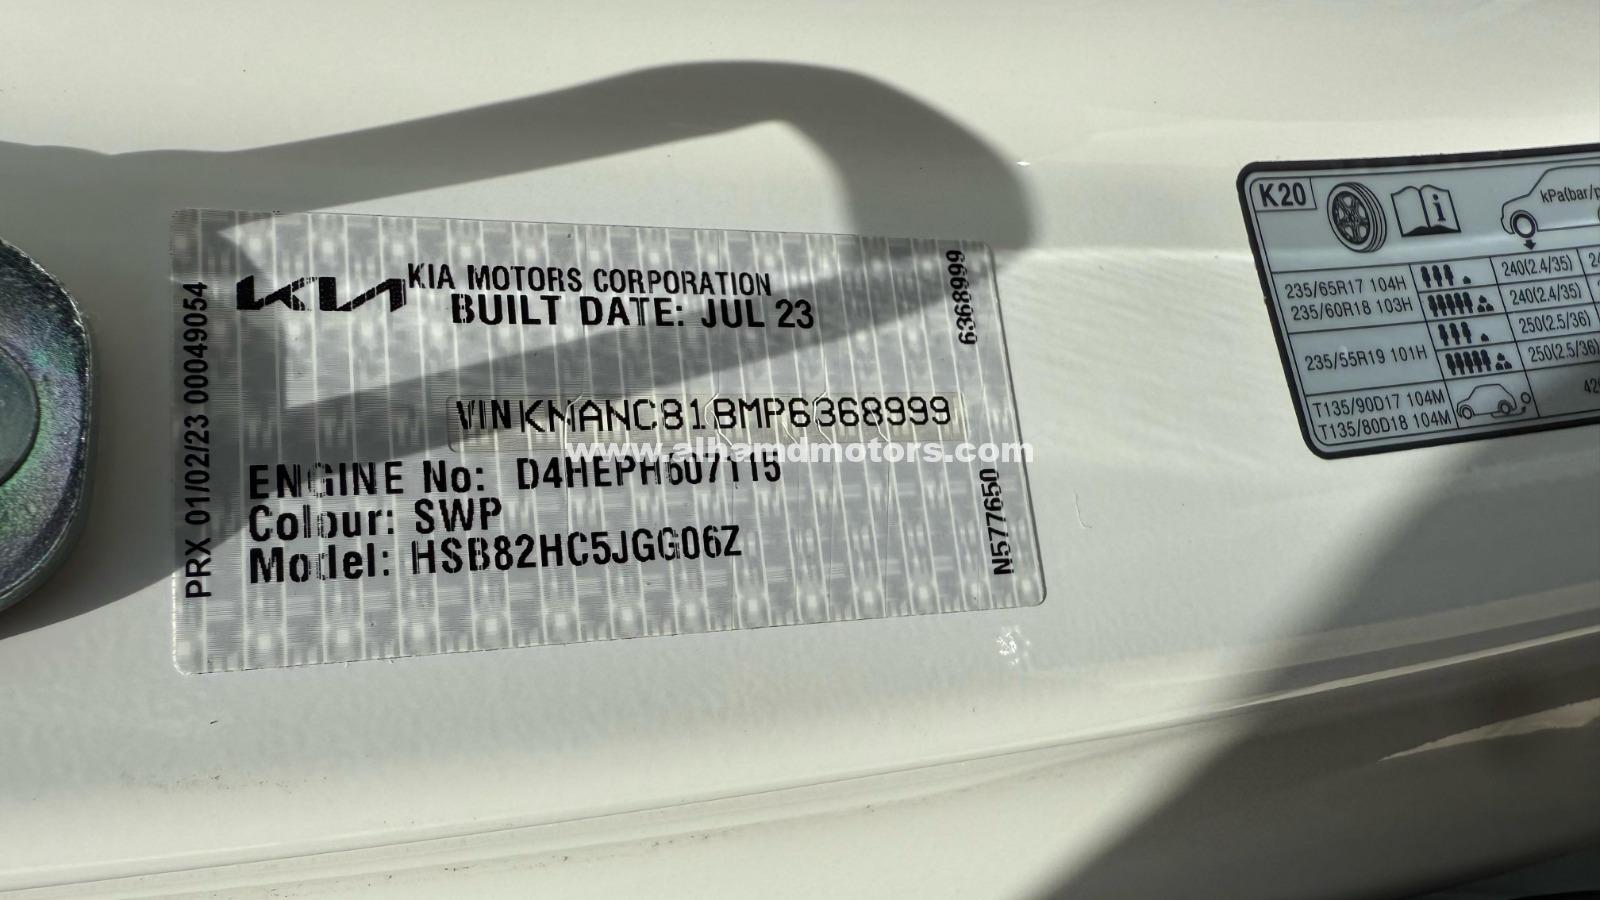 KIA
KIA MOTORS CORPORATION
BUILT DATE: JUL 23
VIN KNANC81BMP6368999
www.alhamdmotors.com
ENGINE No: D4HEPH607115
Colour: SWP
Model: HSB82HC5JGG06Z
PRX 01/02/23 00049054
6368999
N577650
K20
i
kPa(bar/p
235/65R17 104H
235/60R18 103H
240(2.4/35)
240(2.4/35)
235/55R19 101H
250(2.5/36)
250(2.5/36)
T135/90D17 104M
T135/80D18 104M